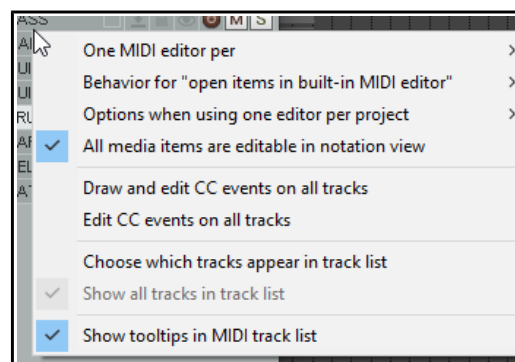 ASS M S
One MIDI editor per
Behavior for "open items in built-in MIDI editor"
Options when using one editor per project
All media items are editable in notation view
Draw and edit CC events on all tracks
Edit CC events on all tracks
Choose which tracks appear in track list
Show all tracks in track list
Show tooltips in MIDI track list